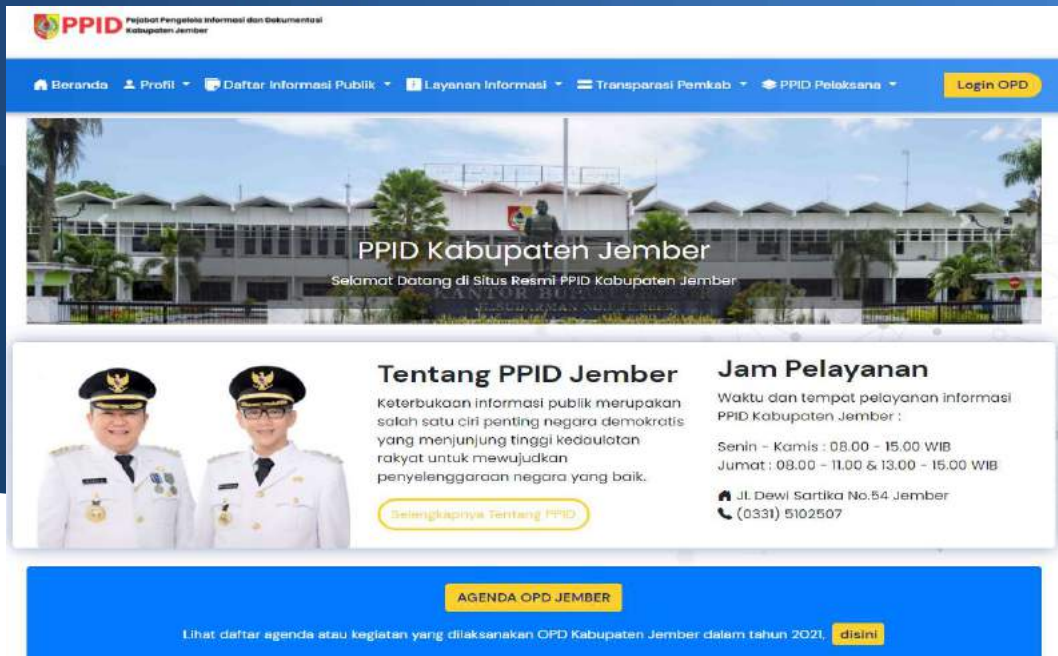 PPID Pejabat Pengelola Informasi dan Dokumentasi
Kabupaten Jember
Beranda Profil Daftar Informasi Publik Layanan Informasi Transparasi Pemkab PPID Pelaksana Login OPD
PPID Kabupaten Jember
Selamat Datang di Situs Resmi PPID Kabupaten Jember
KANTOR
Tentang PPID Jember
Keterbukaan informasi publik merupakan
salah satu ciri penting negara demokratis
yang menjunjung tinggi kedaulatan
rakyat untuk mewujudkan
penyelenggaraan negara yang baik.
Selengkapnya Tentang PPID
Jam Pelayanan
Waktu dan tempat pelayanan informasi
PPID Kabupaten Jember :
Senin - Kamis : 08.00 - 15.00 WIB
Jumat : 08.00 - 11.00 & 13.00 - 15.00 WIB
Jl. Dewi Sartika No.54 Jember
(0331) 5102507
AGENDA OPD JEMBER
Lihat daftar agenda atau kegiatan yang dilaksanakan OPD Kabupaten Jember dalam tahun 2021, disini